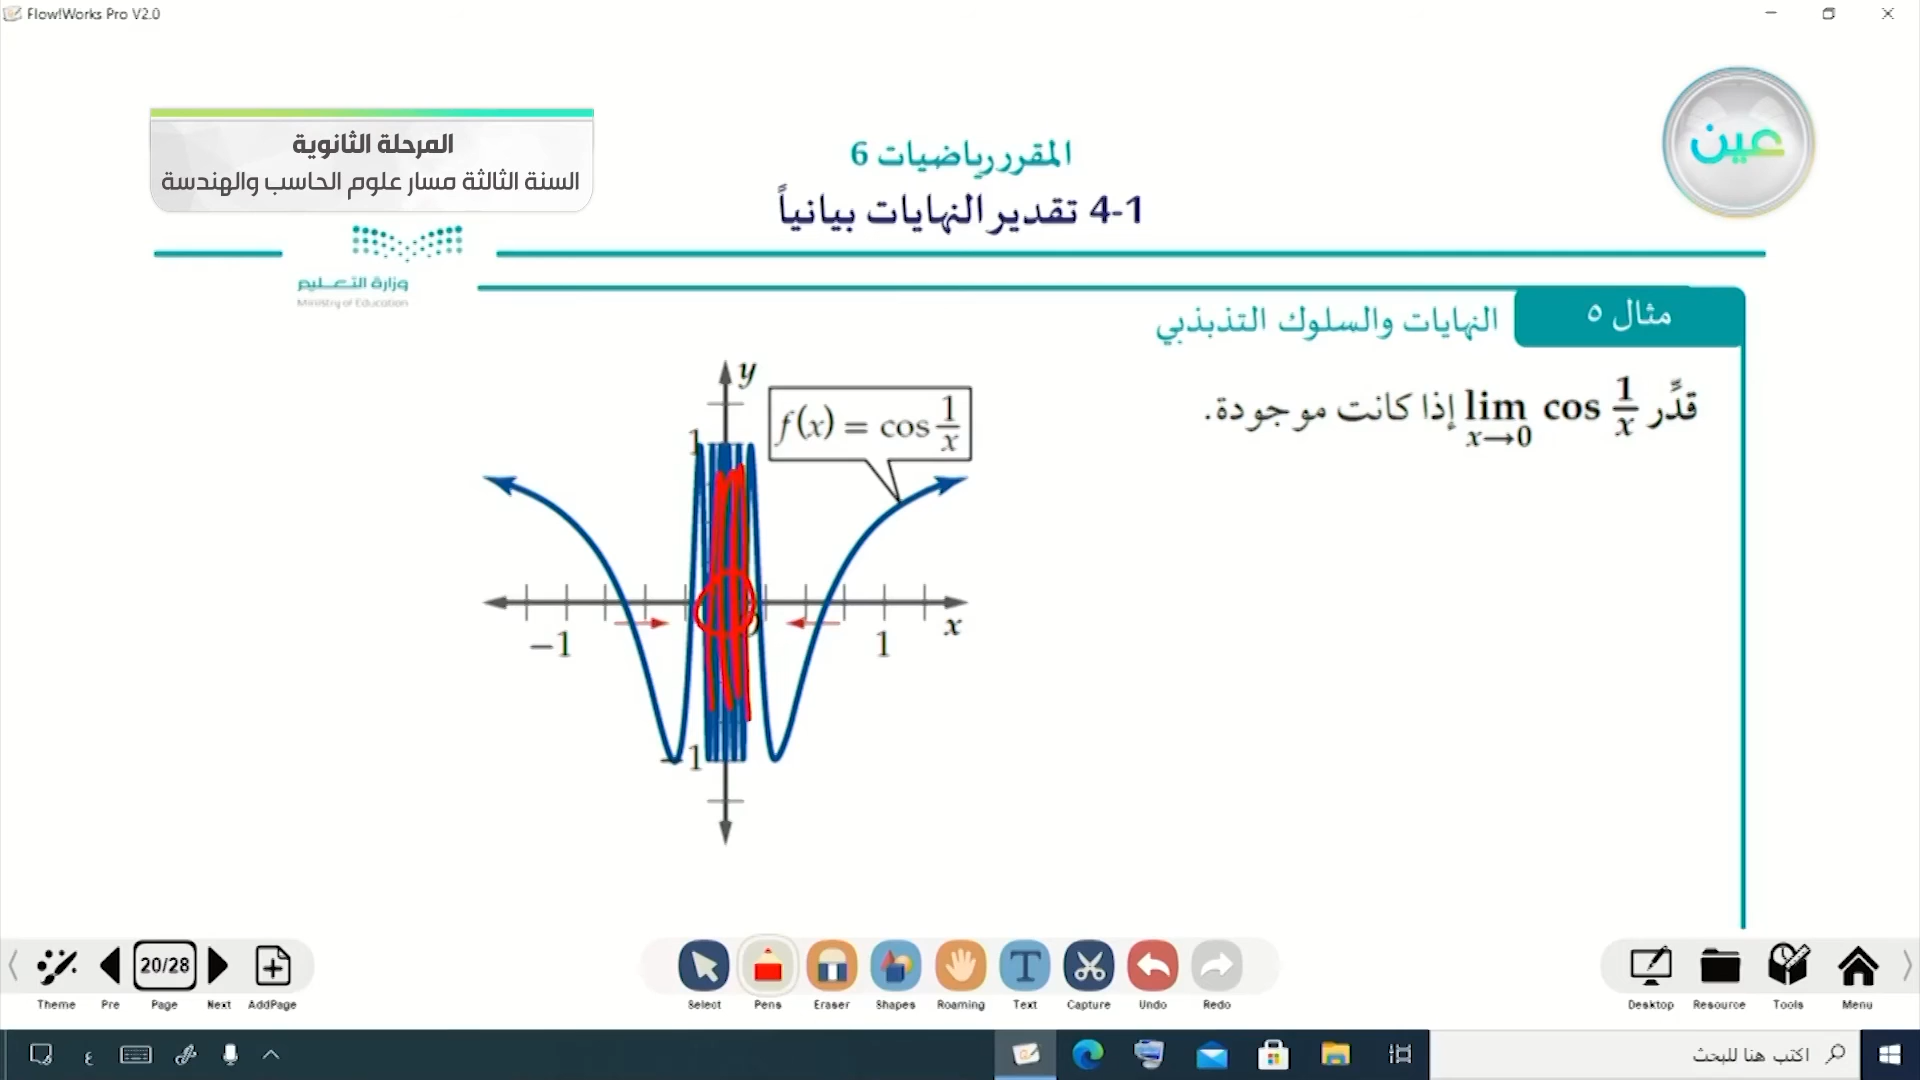 Flow!Works Pro V2.0
المرحلة الثانوية
السنة الثالثة مسار علوم الحاسب والهندسة
المقرر رياضيات 6
4-1 تقدير النهايات بيانياً
عين
وزارة التعليم
Ministry of Education
مثال ٥
النهايات والسلوك التذبذبي
قدِّر lim x→0 cos 1/x إذا كانت موجودة.
y
f(x) = cos 1/x
1
−1
1
x
−1
20/28
Theme
Pre
Page
Next
AddPage
Select
Pens
Eraser
Shapes
Roaming
Text
Capture
Undo
Redo
Desktop
Resource
Tools
Menu
ع
اكتب هنا للبحث